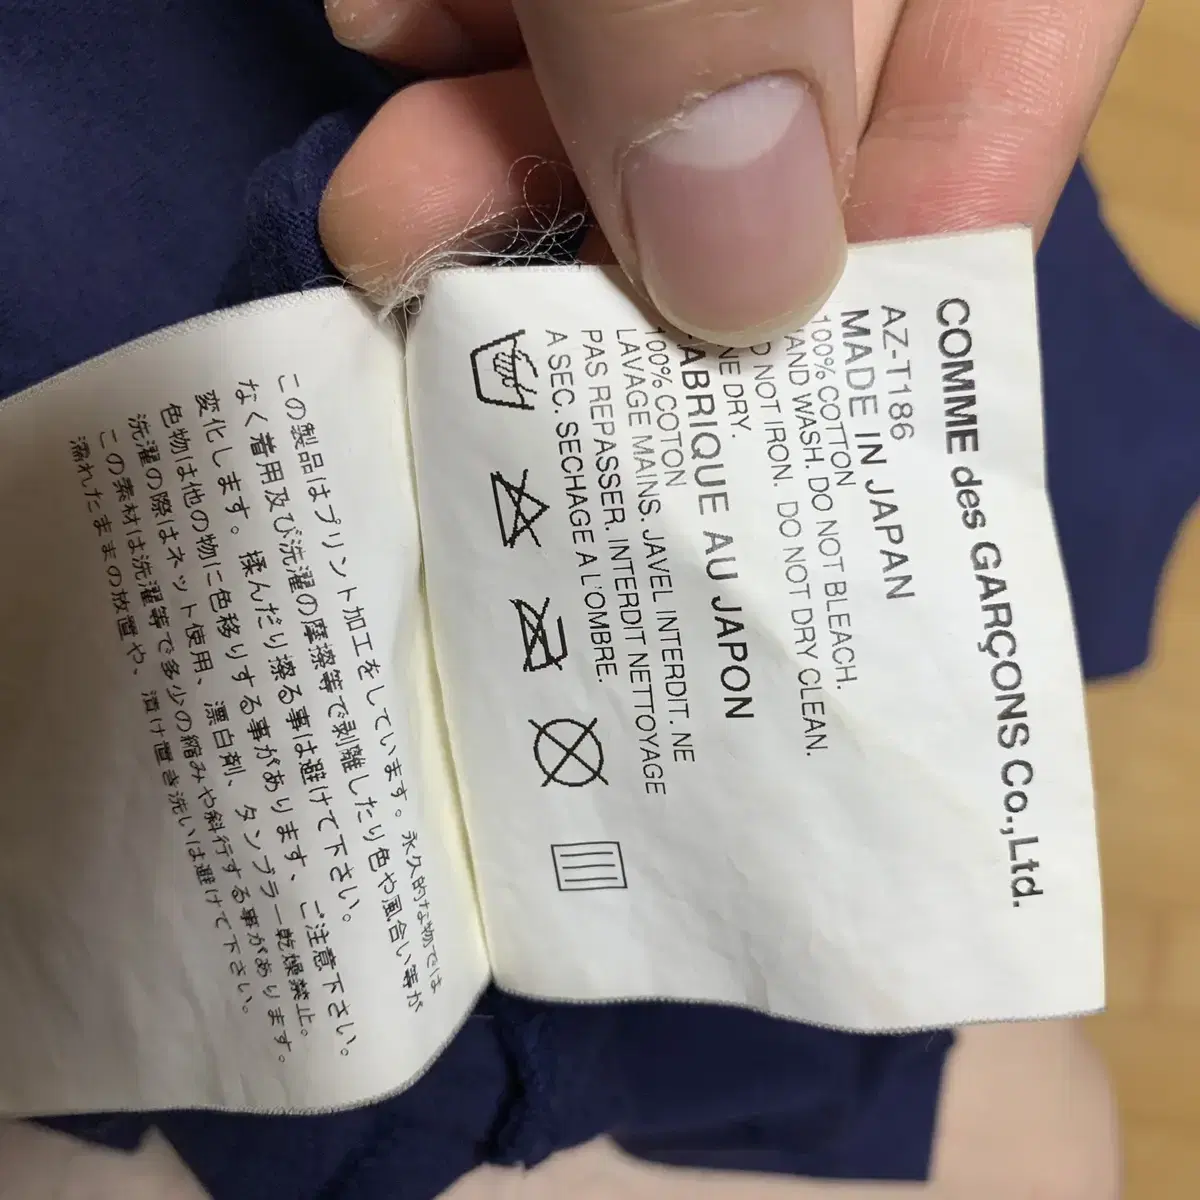 COMME des GARÇONS Co.,Ltd.
AZ-T186
MADE IN JAPAN
100% COTTON
AND WASH. DO NOT BLEACH.
NOT IRON. DO NOT DRY CLEAN.
DRY.
ABRIQUE AU JAPON
100% COTON
LAVAGE MAINS. JAVEL INTERDIT. NE
PAS REPASSER. INTERDIT NETTOYAGE
A SEC. SECHAGE A L'OMBRE.
この製品はプリント加工をしています。永久的な物では
なく着用及び洗濯の摩擦等で剥離したり色や風合い等が
変化します。揉んだり擦る事は避けて下さい。
色物は他の物に色移りする事があります、ご注意下さい。
洗濯の際はネット使用、漂白剤、タンブラー乾燥禁止。
この素材は洗濯等で多少の縮みや斜行する事があります。
濡れたままの放置や、漬け置き洗いは避けて下さい。